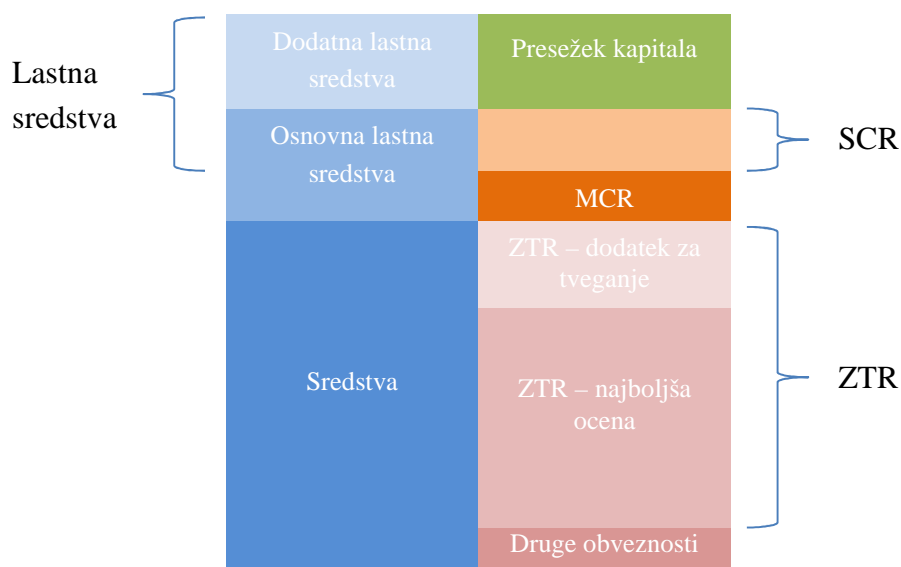 Lastna
sredstva
Dodatna lastna
sredstva
Osnovna lastna
sredstva
Sredstva
Presežek kapitala
MCR
ZTR – dodatek za
tveganje
ZTR – najboljša
ocena
Druge obveznosti
SCR
ZTR